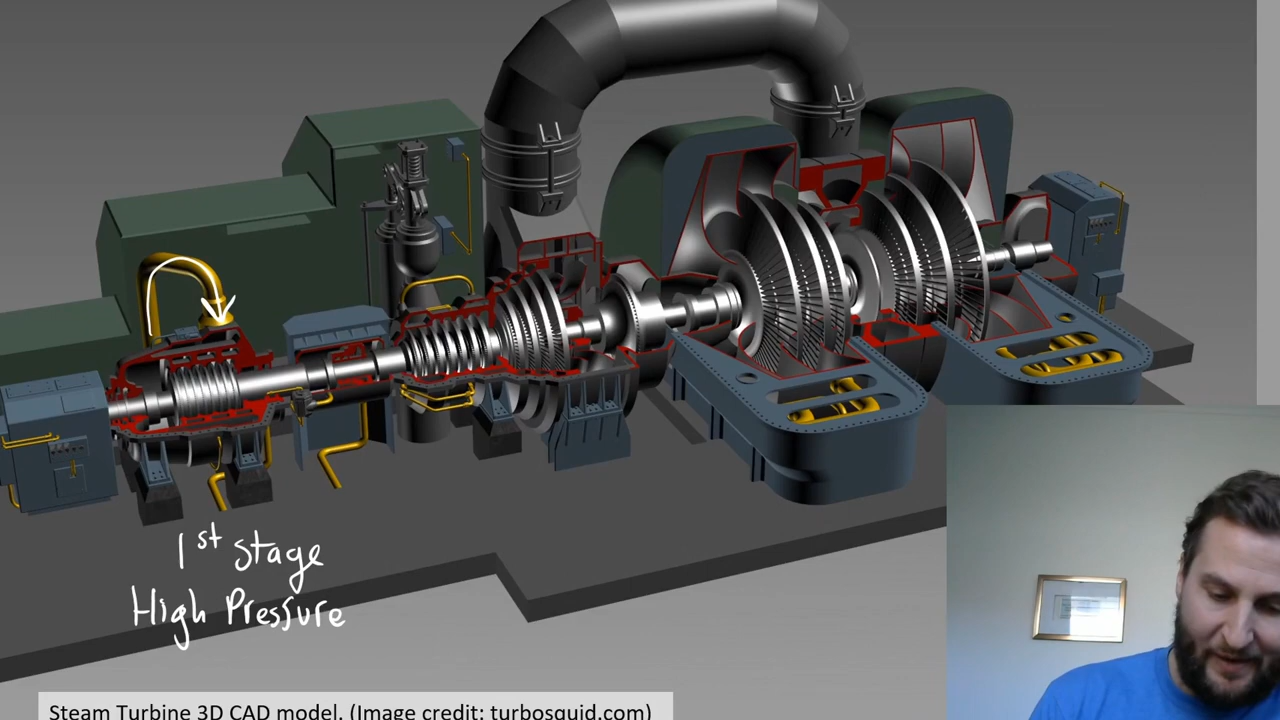 1st Stage
High Pressure
Steam Turbine 3D CAD model. (Image credit: turbosquid.com)